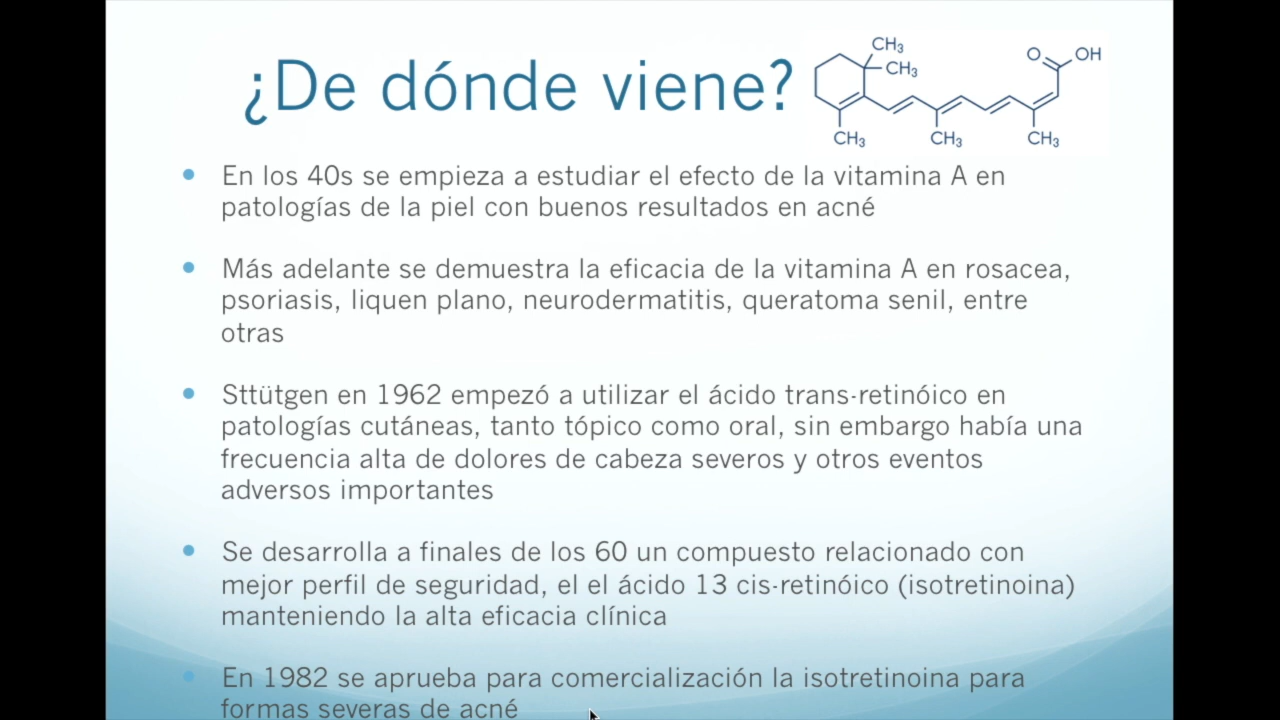 ¿De dónde viene?
CH₃
CH₃
O
OH
CH₃
CH₃
CH₃
• En los 40s se empieza a estudiar el efecto de la vitamina A en
patologías de la piel con buenos resultados en acné
• Más adelante se demuestra la eficacia de la vitamina A en rosacea,
psoriasis, liquen plano, neurodermatitis, queratoma senil, entre
otras
• Sttütgen en 1962 empezó a utilizar el ácido trans-retinóico en
patologías cutáneas, tanto tópico como oral, sin embargo había una
frecuencia alta de dolores de cabeza severos y otros eventos
adversos importantes
• Se desarrolla a finales de los 60 un compuesto relacionado con
mejor perfil de seguridad, el el ácido 13 cis-retinóico (isotretinoina)
manteniendo la alta eficacia clínica
• En 1982 se aprueba para comercialización la isotretinoina para
formas severas de acné